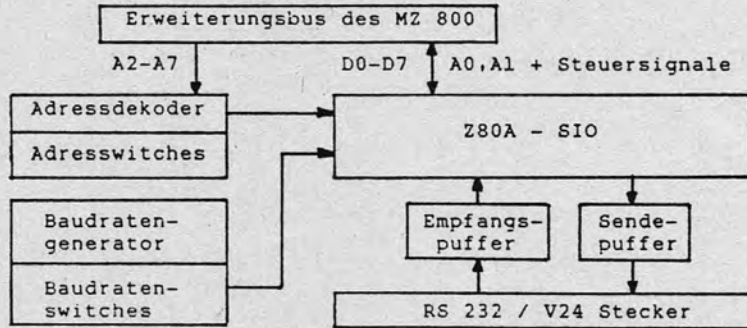 Erweiterungsbus des MZ 800
A2-A7
D0-D7
A0,A1 + Steuersignale
Adressdekoder
Adresswitches
Z80A - SIO
Baudraten-
generator
Baudraten-
switches
Empfangs-
puffer
Sende-
puffer
RS 232 / V24 Stecker